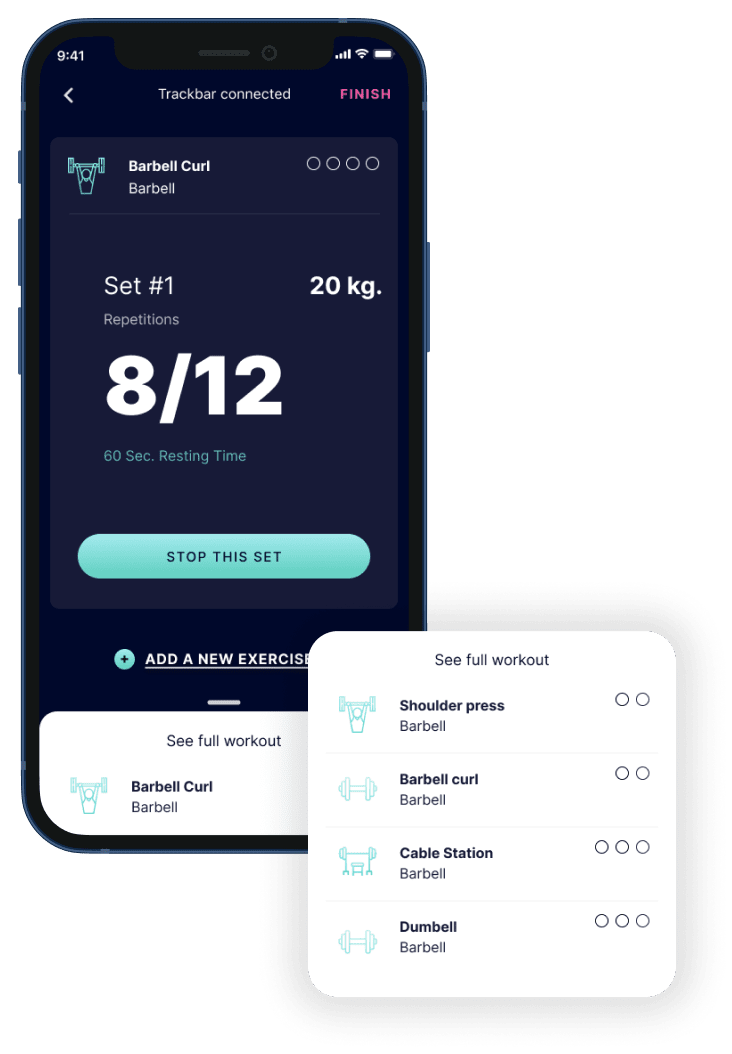 9:41
Trackbar connected
FINISH
Barbell Curl
Barbell
Set #1
20 kg.
Repetitions
8/12
60 Sec. Resting Time
STOP THIS SET
ADD A NEW EXERCISE
See full workout
Barbell Curl
Barbell
See full workout
Shoulder press
Barbell
Barbell curl
Barbell
Cable Station
Barbell
Dumbell
Barbell